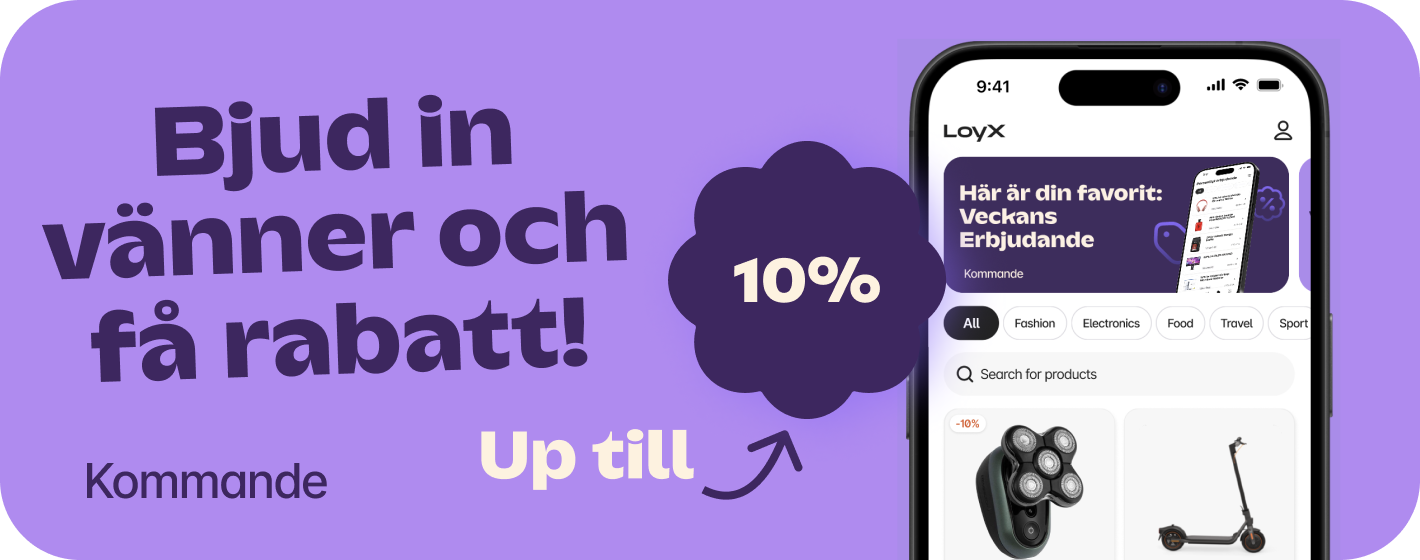 Bjud in
vänner och
få rabatt!
Kommande
Up till
10%
9:41
LoyX
Här är din favorit:
Veckans
Erbjudande
Kommande
All
Fashion
Electronics
Food
Travel
Sport
Search for products
-10%